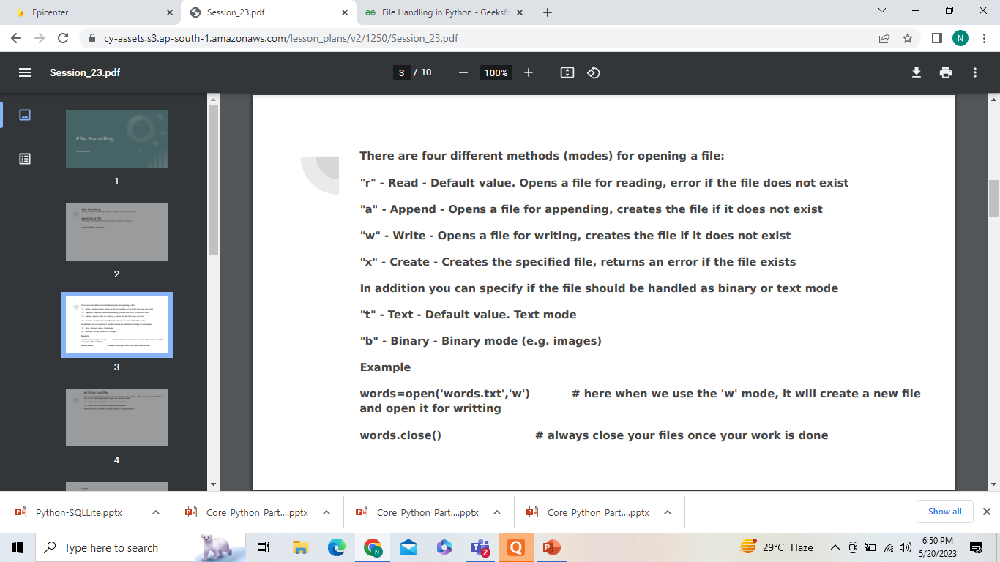 Epicenter
Session_23.pdf
File Handling in Python - Geeksfo
cy-assets.s3.ap-south-1.amazonaws.com/lesson_plans/v2/1250/Session_23.pdf
N
Session_23.pdf
3 / 10
100%
File Handling
1
File Handling
opening a file
2
3
writings to a file
4
There are four different methods (modes) for opening a file:
"r" - Read - Default value. Opens a file for reading, error if the file does not exist
"a" - Append - Opens a file for appending, creates the file if it does not exist
"w" - Write - Opens a file for writing, creates the file if it does not exist
"x" - Create - Creates the specified file, returns an error if the file exists
In addition you can specify if the file should be handled as binary or text mode
"t" - Text - Default value. Text mode
"b" - Binary - Binary mode (e.g. images)
Example
words=open('words.txt','w') # here when we use the 'w' mode, it will create a new file
and open it for writting
words.close() # always close your files once your work is done
Python-SQLLite.pptx
Core_Python_Part....pptx
Core_Python_Part....pptx
Core_Python_Part....pptx
Show all
Type here to search
N
2
Q
29°C Haze
6:50 PM
5/20/2023